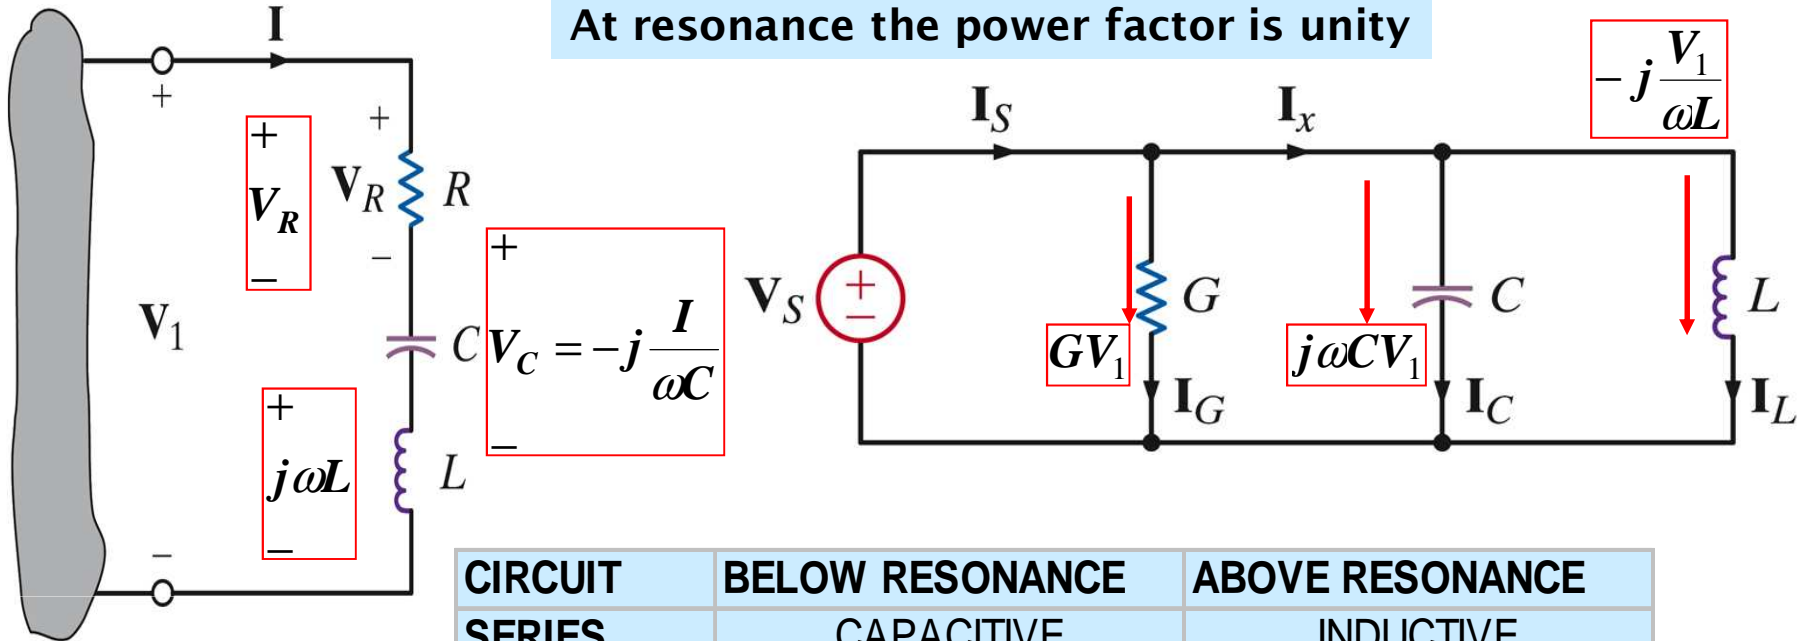 At resonance the power factor is unity
I
+
+
V_R
−
+
V_R
R
−
V_1
C
+
V_C = −j I/ωC
−
+
jωL
−
L
−
I_S
I_x
−j V_1/ωL
V_S
+
−
G
C
L
GV_1
jωCV_1
I_G
I_C
I_L
CIRCUIT BELOW RESONANCE ABOVE RESONANCE
SERIES CAPACITIVE INDUCTIVE